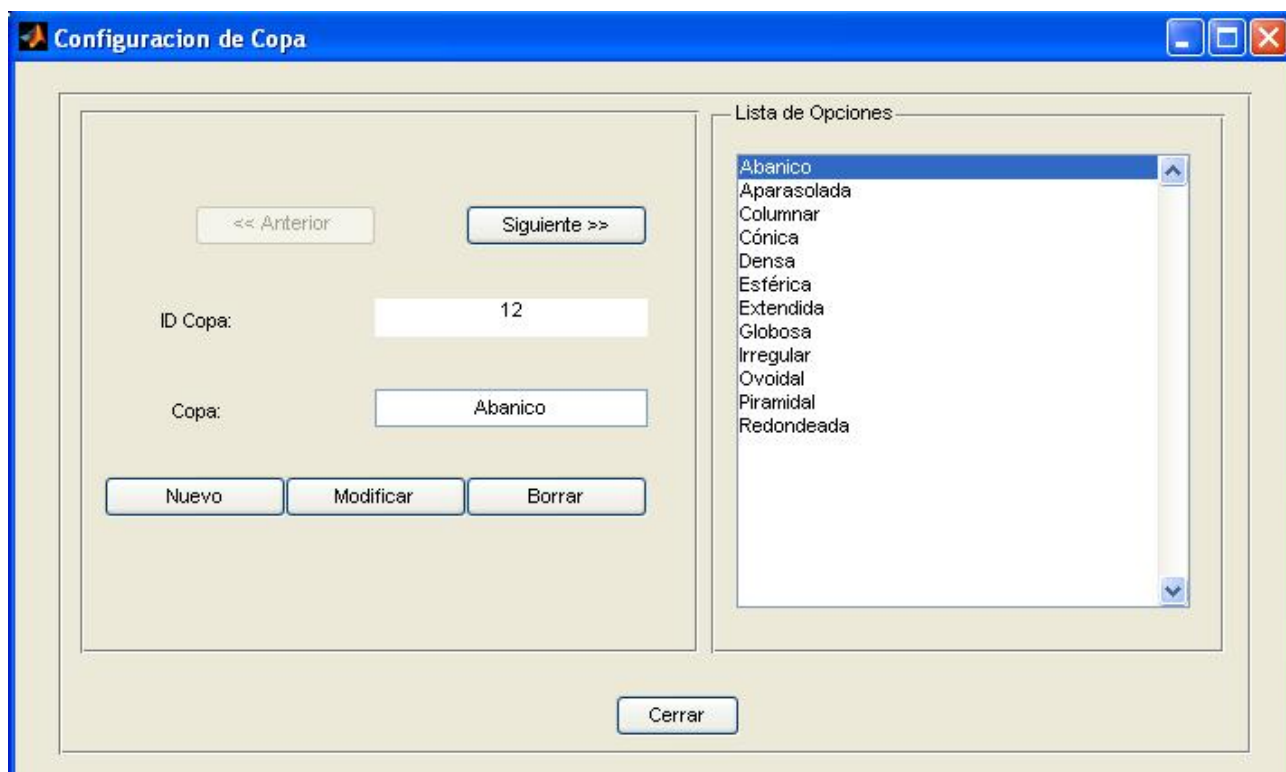 Configuracion de Copa
<< Anterior
Siguiente >>
ID Copa:
12
Copa:
Abanico
Nuevo
Modificar
Borrar
Lista de Opciones
Abanico
Aparasolada
Columnar
Cónica
Densa
Esférica
Extendida
Globosa
Irregular
Ovoidal
Piramidal
Redondeada
Cerrar